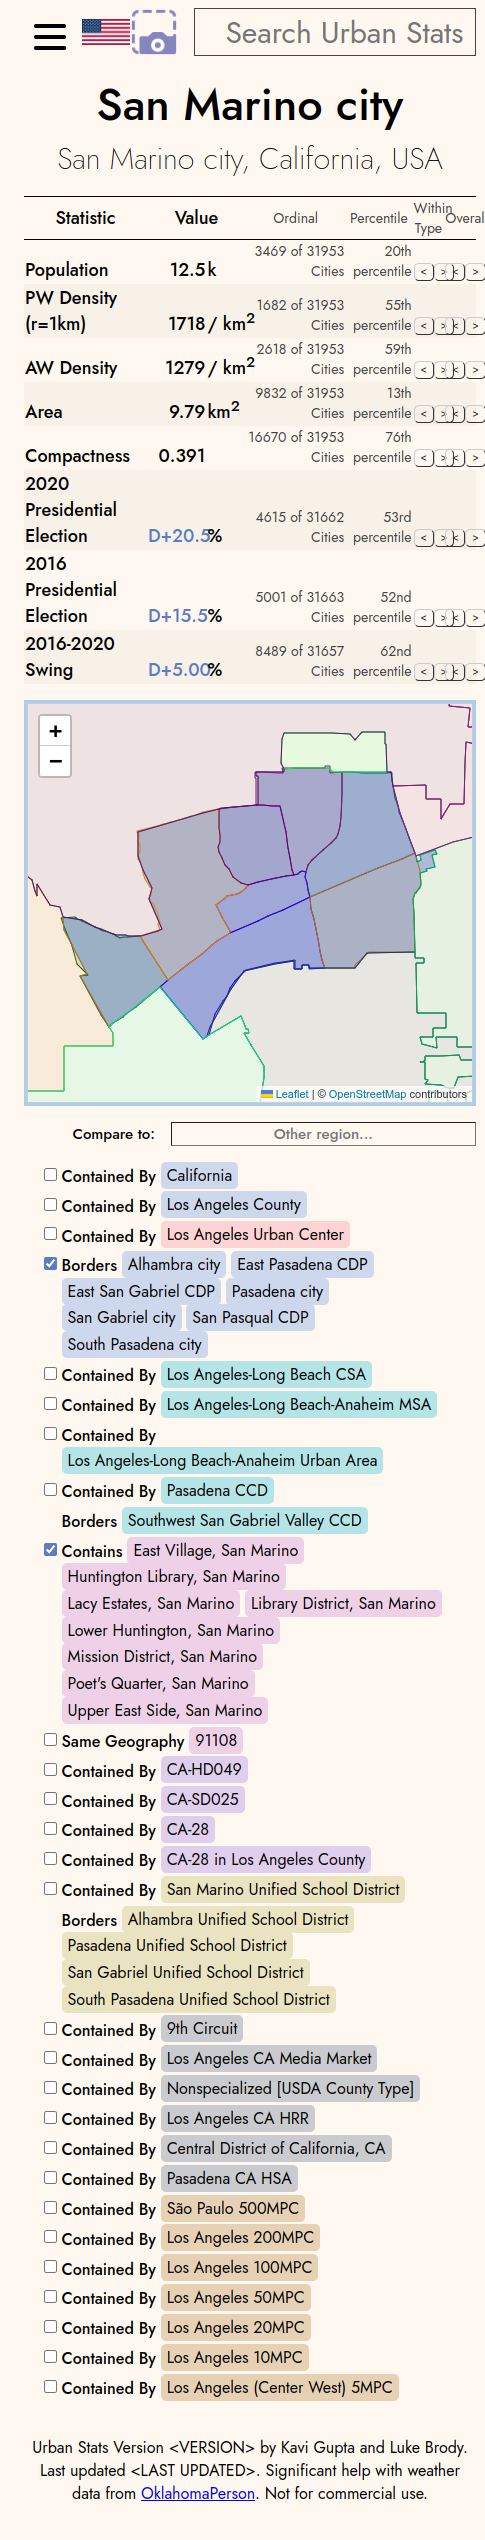 Search Urban Stats
San Marino city
San Marino city, California, USA
Statistic Value Ordinal Percentile Within Type Overal
Population 12.5 k 3469 of 31953 Cities 20th percentile < > < >
PW Density (r=1km) 1718 / km2 1682 of 31953 Cities 55th percentile < > < >
AW Density 1279 / km2 2618 of 31953 Cities 59th percentile < > < >
Area 9.79 km2 9832 of 31953 Cities 13th percentile < > < >
Compactness 0.391 16670 of 31953 Cities 76th percentile < > < >
2020 Presidential Election D+20.5% 4615 of 31662 Cities 53rd percentile < > < >
2016 Presidential Election D+15.5% 5001 of 31663 Cities 52nd percentile < > < >
2016-2020 Swing D+5.00% 8489 of 31657 Cities 62nd percentile < > < >
+
−
Leaflet | © OpenStreetMap contributors
Compare to: Other region...
Contained By California
Contained By Los Angeles County
Contained By Los Angeles Urban Center
Borders Alhambra city East Pasadena CDP
East San Gabriel CDP Pasadena city
San Gabriel city San Pasqual CDP
South Pasadena city
Contained By Los Angeles-Long Beach CSA
Contained By Los Angeles-Long Beach-Anaheim MSA
Contained By
Los Angeles-Long Beach-Anaheim Urban Area
Contained By Pasadena CCD
Borders Southwest San Gabriel Valley CCD
Contains East Village, San Marino
Huntington Library, San Marino
Lacy Estates, San Marino Library District, San Marino
Lower Huntington, San Marino
Mission District, San Marino
Poet's Quarter, San Marino
Upper East Side, San Marino
Same Geography 91108
Contained By CA-HD049
Contained By CA-SD025
Contained By CA-28
Contained By CA-28 in Los Angeles County
Contained By San Marino Unified School District
Borders Alhambra Unified School District
Pasadena Unified School District
San Gabriel Unified School District
South Pasadena Unified School District
Contained By 9th Circuit
Contained By Los Angeles CA Media Market
Contained By Nonspecialized [USDA County Type]
Contained By Los Angeles CA HRR
Contained By Central District of California, CA
Contained By Pasadena CA HSA
Contained By São Paulo 500MPC
Contained By Los Angeles 200MPC
Contained By Los Angeles 100MPC
Contained By Los Angeles 50MPC
Contained By Los Angeles 20MPC
Contained By Los Angeles 10MPC
Contained By Los Angeles (Center West) 5MPC
Urban Stats Version <VERSION> by Kavi Gupta and Luke Brody.
Last updated <LAST UPDATED>. Significant help with weather
data from OklahomaPerson. Not for commercial use.